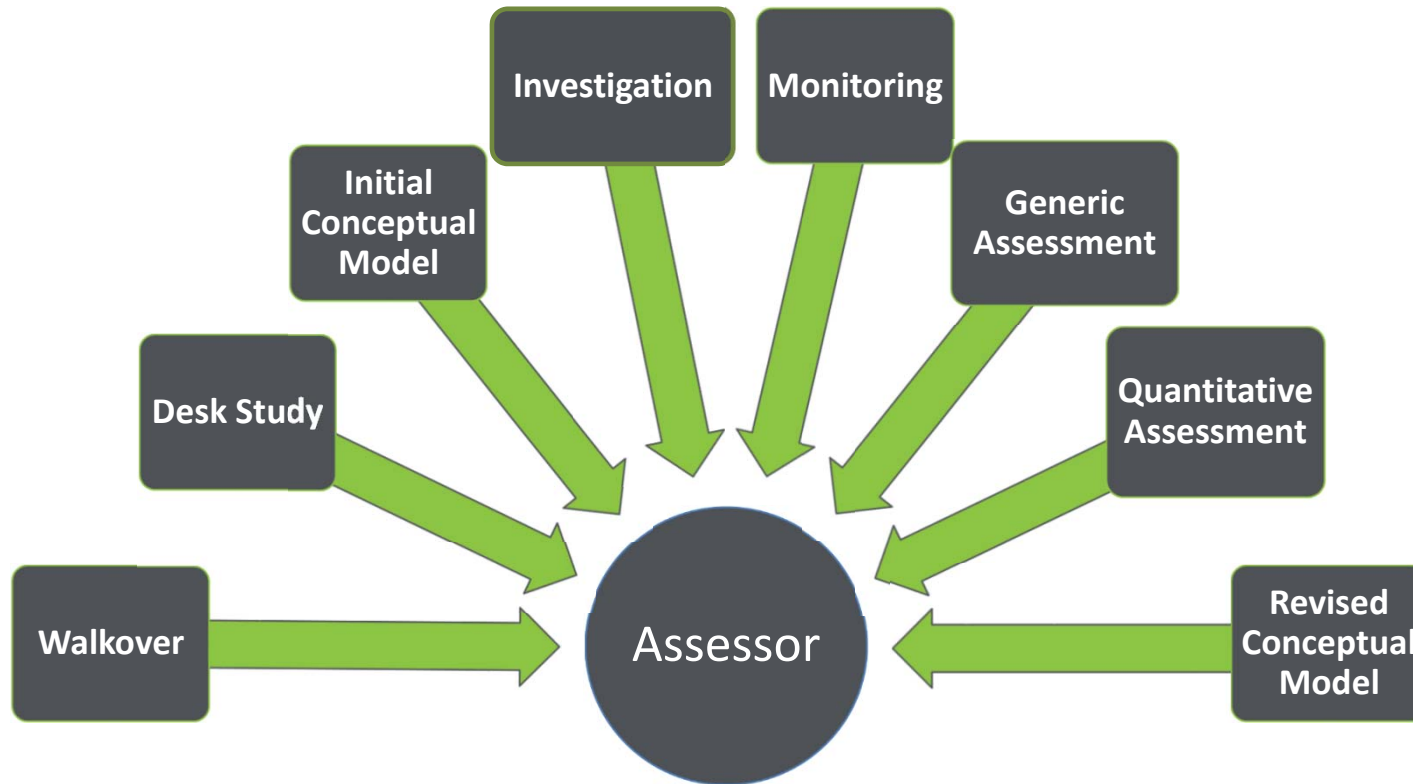 Investigation
Monitoring
Initial
Conceptual
Model
Generic
Assessment
Desk Study
Quantitative
Assessment
Walkover
Assessor
Revised
Conceptual
Model